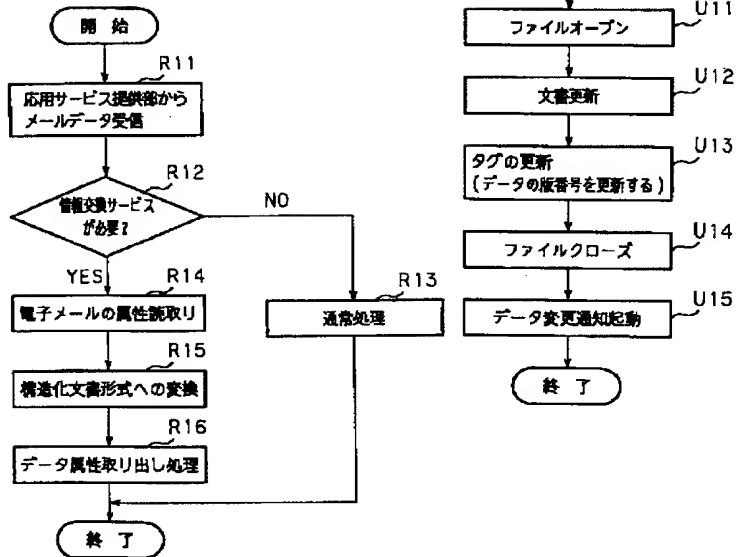 開 始
R11
応用サービス提供部から
メールデータ受信
R12
情報交換サービス
が必要?
NO
YES
R14
電子メールの属性読取り
R13
通常処理
R15
構造化文書形式への変換
R16
データ属性取り出し処理
終 了
U11
ファイルオープン
U12
文書更新
U13
タグの更新
(データの版番号を更新する)
U14
ファイルクローズ
U15
データ変更通知起動
終 了